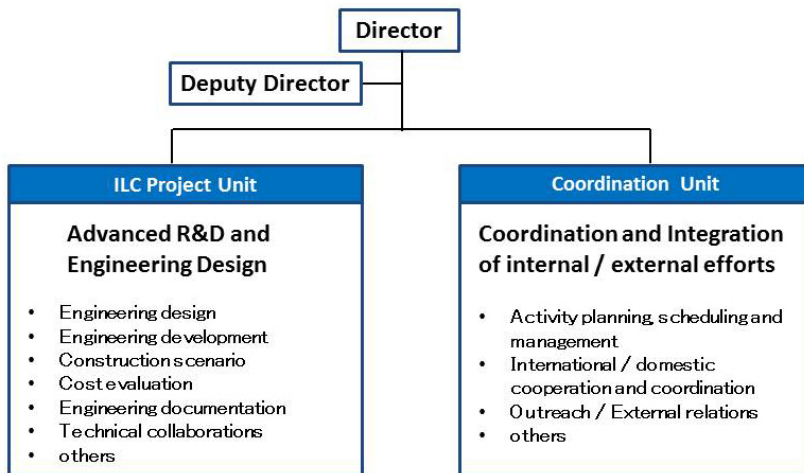 Director
Deputy Director
ILC Project Unit
Advanced R&D and
Engineering Design
• Engineering design
• Engineering development
• Construction scenario
• Cost evaluation
• Engineering documentation
• Technical collaborations
• others
Coordination Unit
Coordination and Integration
of internal / external efforts
• Activity planning, scheduling and
management
• International / domestic
cooperation and coordination
• Outreach / External relations
• others